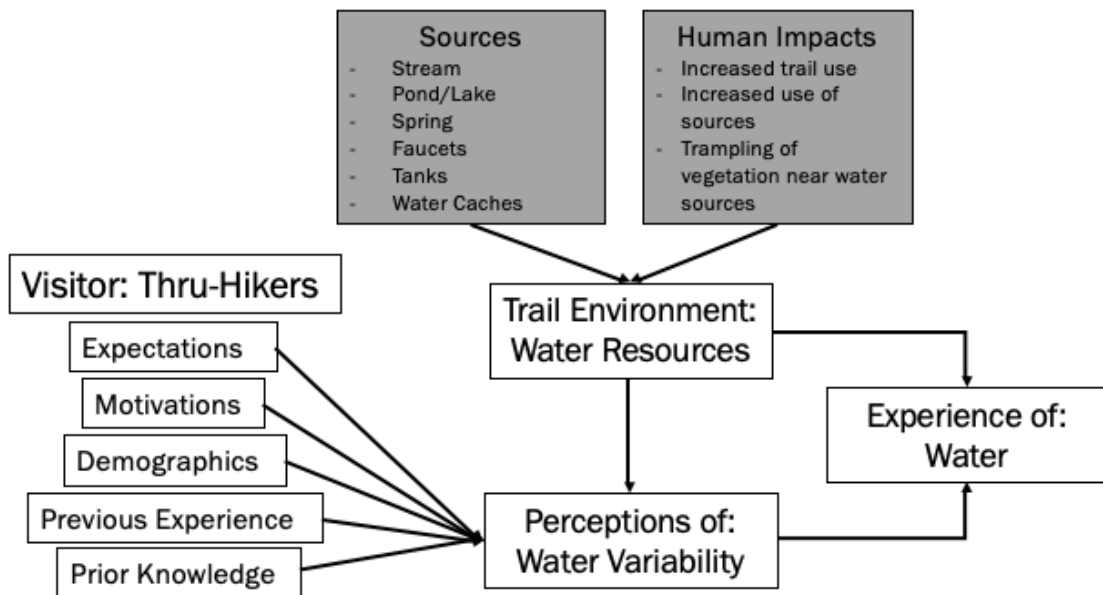 Sources
- Stream
- Pond/Lake
- Spring
- Faucets
- Tanks
- Water Caches
Human Impacts
- Increased trail use
- Increased use of
sources
- Trampling of
vegetation near water
sources
Visitor: Thru-Hikers
Expectations
Motivations
Demographics
Previous Experience
Prior Knowledge
Trail Environment:
Water Resources
Perceptions of:
Water Variability
Experience of:
Water